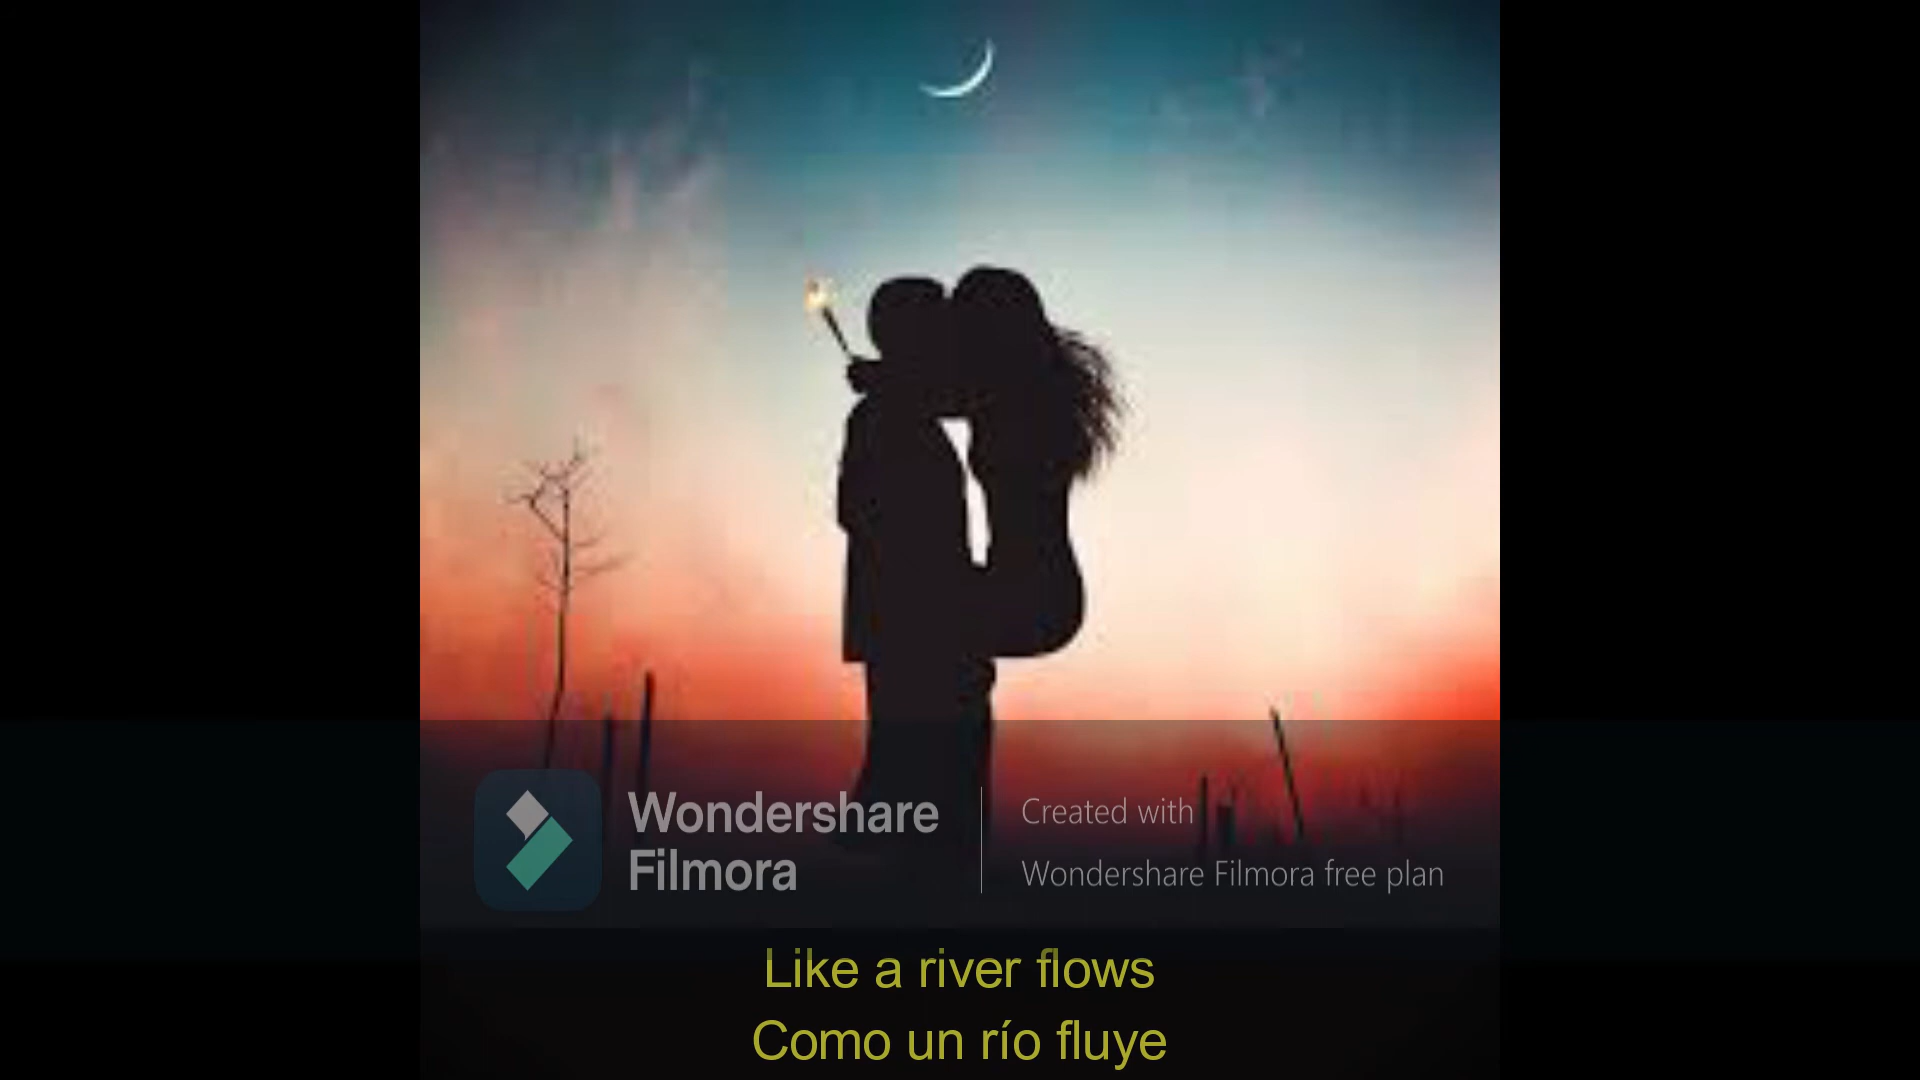 Wondershare
Filmora
Created with
Wondershare Filmora free plan
Like a river flows
Como un río fluye